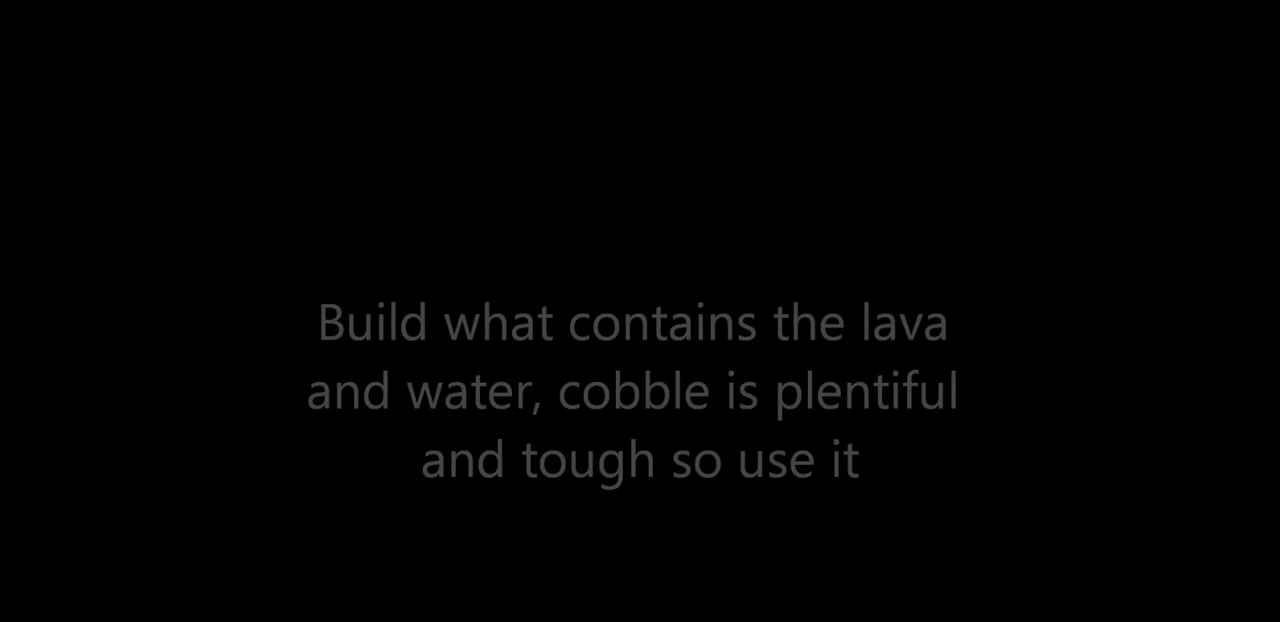 Build what contains the lava
and water, cobble is plentiful
and tough so use it